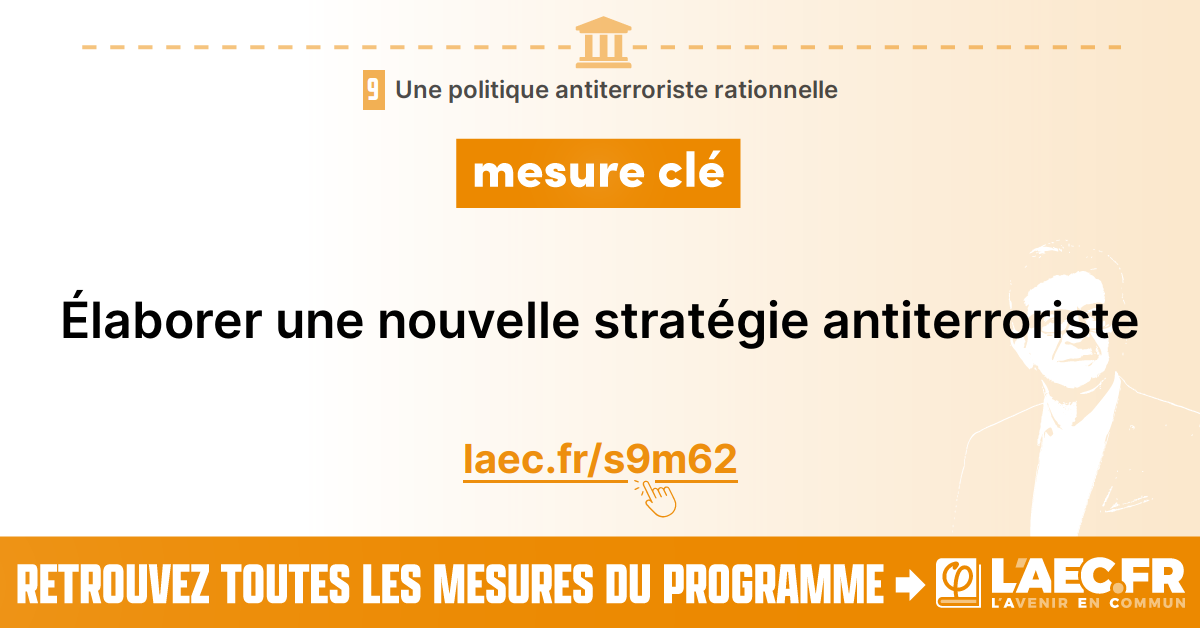 9 Une politique antiterroriste rationnelle
mesure clé
Élaborer une nouvelle stratégie antiterroriste
laec.fr/s9m62
RETROUVEZ TOUTES LES MESURES DU PROGRAMME
φ L'AEC.FR
L'AVENIR EN COMMUN